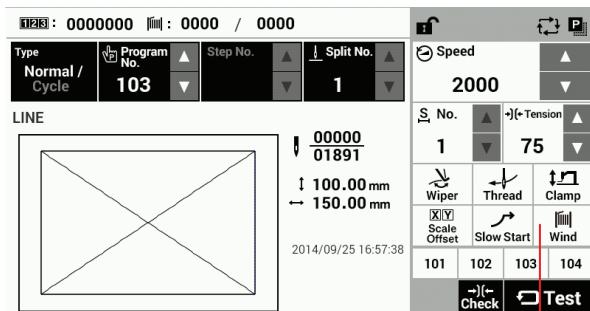 123 : 0000000 : 0000 / 0000
Type
Normal /
Cycle
Program
No.
103
Step No.
Split No.
1
LINE
00000
01891
100.00 mm
150.00 mm
2014/09/25 16:57:38
P
Speed
2000
S No.
1
Tension
75
Wiper
Thread
Clamp
XY
Scale
Offset
Slow Start
Wind
101 102 103 104
Check
Test